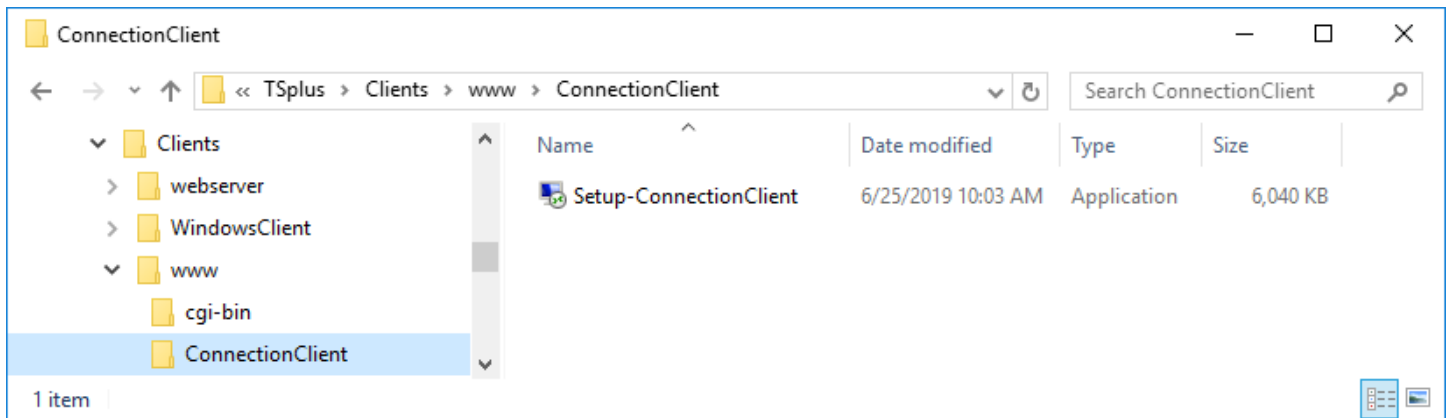 ConnectionClient
« TSplus > Clients > www > ConnectionClient
Search ConnectionClient
Clients
webserver
WindowsClient
www
cgi-bin
ConnectionClient
Name Date modified Type Size
Setup-ConnectionClient 6/25/2019 10:03 AM Application 6,040 KB
1 item